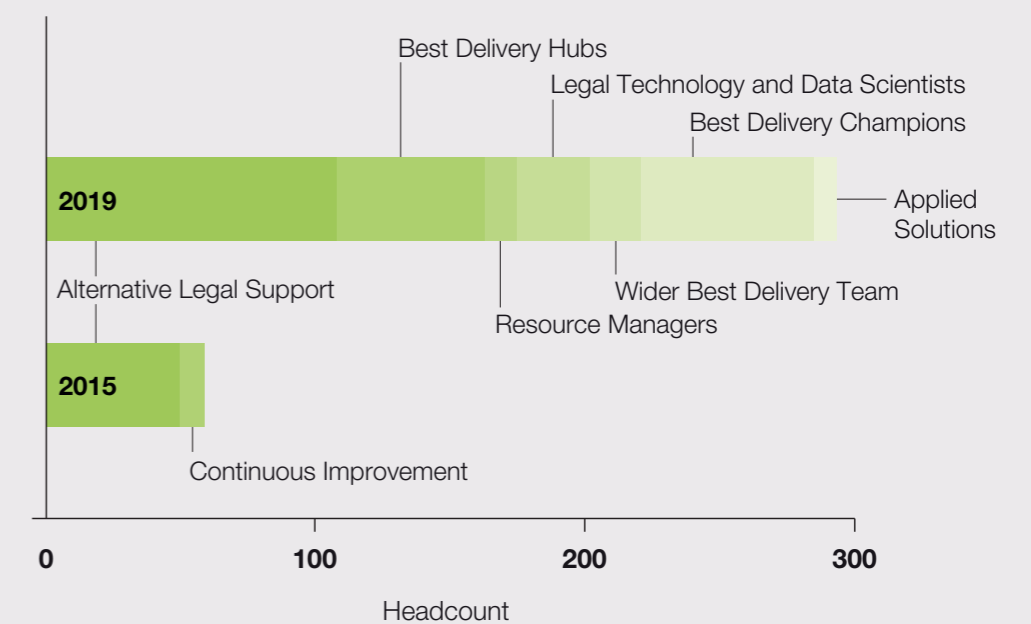 Best Delivery Hubs
Legal Technology and Data Scientists
Best Delivery Champions
2019
Applied
Solutions
Alternative Legal Support
Wider Best Delivery Team
Resource Managers
2015
Continuous Improvement
0 100 200 300
Headcount